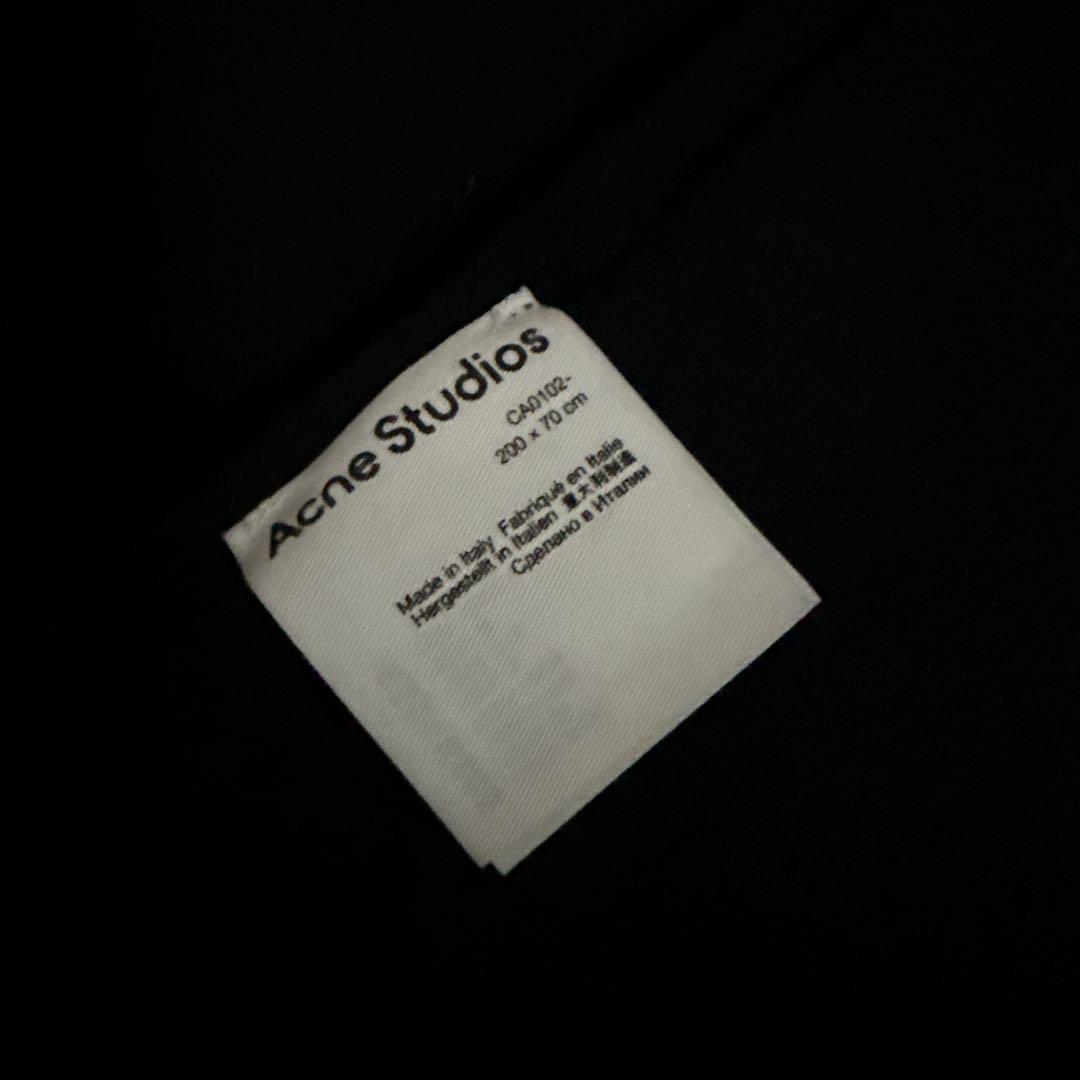 Acne Studios
CA0102-
200 x 70 cm
Made in Italy Fabriqué en Italie
Hergestellt in Italien 意大利制造
Сделано в Италии